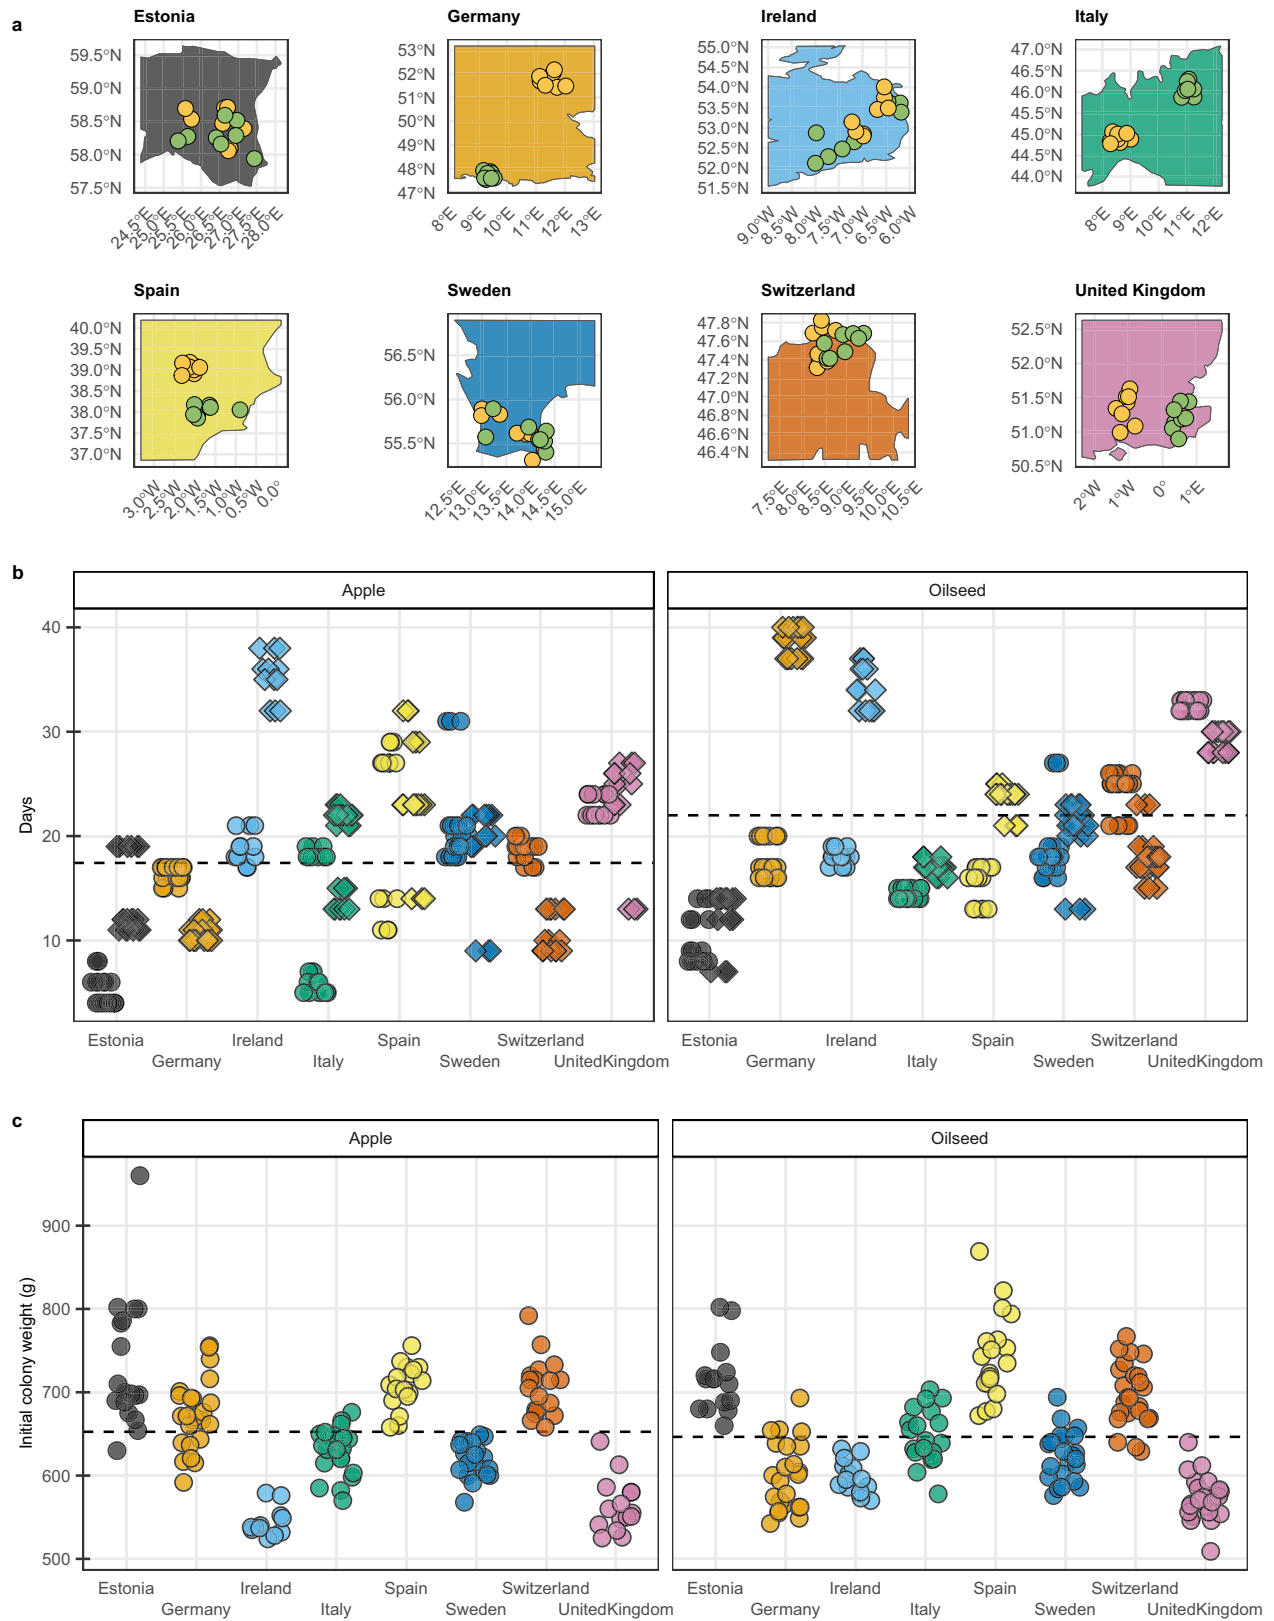 a
Estonia
Germany
Ireland
Italy
59.5°N
59.0°N
58.5°N
58.0°N
57.5°N
24.5°E
25.0°E
25.5°E
26.0°E
26.5°E
27.0°E
27.5°E
28.0°E
53°N
52°N
51°N
50°N
49°N
48°N
47°N
8°E
9°E
10°E
11°E
12°E
13°E
55.0°N
54.5°N
54.0°N
53.5°N
53.0°N
52.5°N
52.0°N
51.5°N
9.0°W
8.5°W
8.0°W
7.5°W
7.0°W
6.5°W
6.0°W
47.0°N
46.5°N
46.0°N
45.5°N
45.0°N
44.5°N
44.0°N
8°E
9°E
10°E
11°E
12°E
Spain
Sweden
Switzerland
United Kingdom
40.0°N
39.5°N
39.0°N
38.5°N
38.0°N
37.5°N
37.0°N
3.0°W
2.5°W
2.0°W
1.5°W
1.0°W
0.5°W
0.0°
56.5°N
56.0°N
55.5°N
12.5°E
13.0°E
13.5°E
14.0°E
14.5°E
15.0°E
47.8°N
47.6°N
47.4°N
47.2°N
47.0°N
46.8°N
46.6°N
46.4°N
7.5°E
8.0°E
8.5°E
9.0°E
9.5°E
10.0°E
10.5°E
52.5°N
52.0°N
51.5°N
51.0°N
50.5°N
2°W
1°W
0°
1°E
b
Apple
Oilseed
Days
40
30
20
10
Estonia
Germany
Ireland
Italy
Spain
Sweden
Switzerland
UnitedKingdom
Estonia
Germany
Ireland
Italy
Spain
Sweden
Switzerland
UnitedKingdom
c
Apple
Oilseed
Initial colony weight (g)
900
800
700
600
500
Estonia
Germany
Ireland
Italy
Spain
Sweden
Switzerland
UnitedKingdom
Estonia
Germany
Ireland
Italy
Spain
Sweden
Switzerland
UnitedKingdom